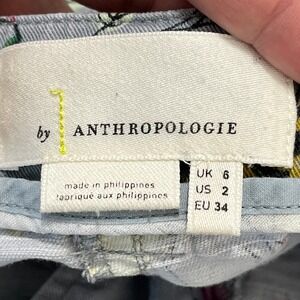 by ANTHROPOLOGIE
made in philippines
fabriqué aux philippines
UK 6
US 2
EU 34